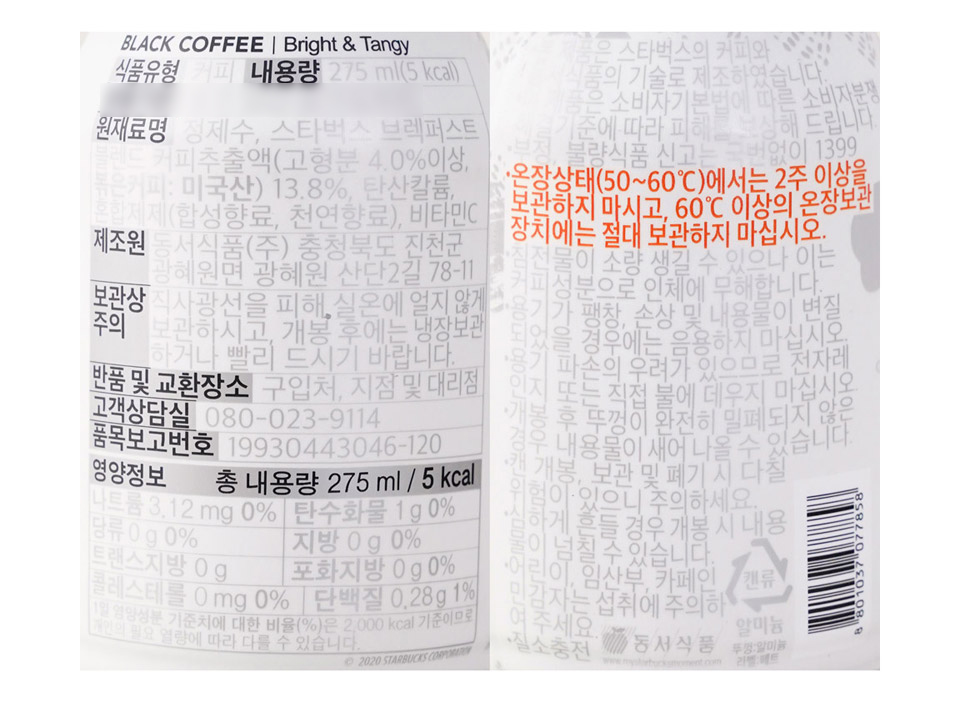 BLACK COFFEE | Bright & Tangy
식품유형 커피 내용량 275 ml(5 kcal)
원재료명 정제수, 스타벅스 브렉퍼스트
블렌드 커피추출액(고형분 4.0%이상,
볶은커피: 미국산) 13.8%, 탄산칼륨,
혼합제제(합성향료, 천연향료), 비타민C
제조원 동서식품(주) 충청북도 진천군
광혜원면 광혜원 산단2길 78-11
보관상 주의 직사광선을 피해 실온에 얼지 않게
보관하시고, 개봉 후에는 냉장보관
하거나 빨리 드시기 바랍니다.
반품 및 교환장소 구입처, 지점 및 대리점
고객상담실 080-023-9114
품목보고번호 19930443046-120
영양정보 총 내용량 275 ml / 5 kcal
나트륨 3.12 mg 0% 탄수화물 1 g 0%
당류 0 g 0% 지방 0 g 0%
트랜스지방 0 g 포화지방 0 g 0%
콜레스테롤 0 mg 0% 단백질 0.28 g 1%
1일 영양성분 기준치에 대한 비율(%)은 2,000 kcal 기준이므로
개인의 필요 열량에 따라 다를 수 있습니다.
© 2020 STARBUCKS CORPORATION
제품은 스타벅스의 커피와
식품의 기술로 제조하였습니다.
제품은 소비자기본법에 따른 소비자분쟁
기준에 따라 피해를 보상해 드립니다.
불량식품 신고는 국번없이 1399
·온장상태(50~60℃)에서는 2주 이상을
보관하지 마시고, 60℃ 이상의 온장보관
장치에는 절대 보관하지 마십시오.
·침전물이 소량 생길 수 있으나 이는
커피성분으로 인체에 무해합니다.
·용기가 팽창, 손상 및 내용물이 변질
되었을 경우에는 음용하지 마십시오
·용기 파손의 우려가 있으므로 전자레
인지 또는 직접 불에 데우지 마십시오
·개봉 후 뚜껑이 완전히 밀폐되지 않은
경우 내용물이 새어 나올 수 있습니다.
·캔 개봉, 보관 및 폐기 시 다칠
위험이 있으니 주의하세요.
·심하게 흔들 경우 개봉 시 내용
물이 넘칠 수 있습니다.
·어린이, 임산부, 카페인
민감자는 섭취에 주의하
여 주세요.
·질소충전 동서식품
캔류
알미늄
뚜껑:알미늄
라벨:페트
8 801037 077858